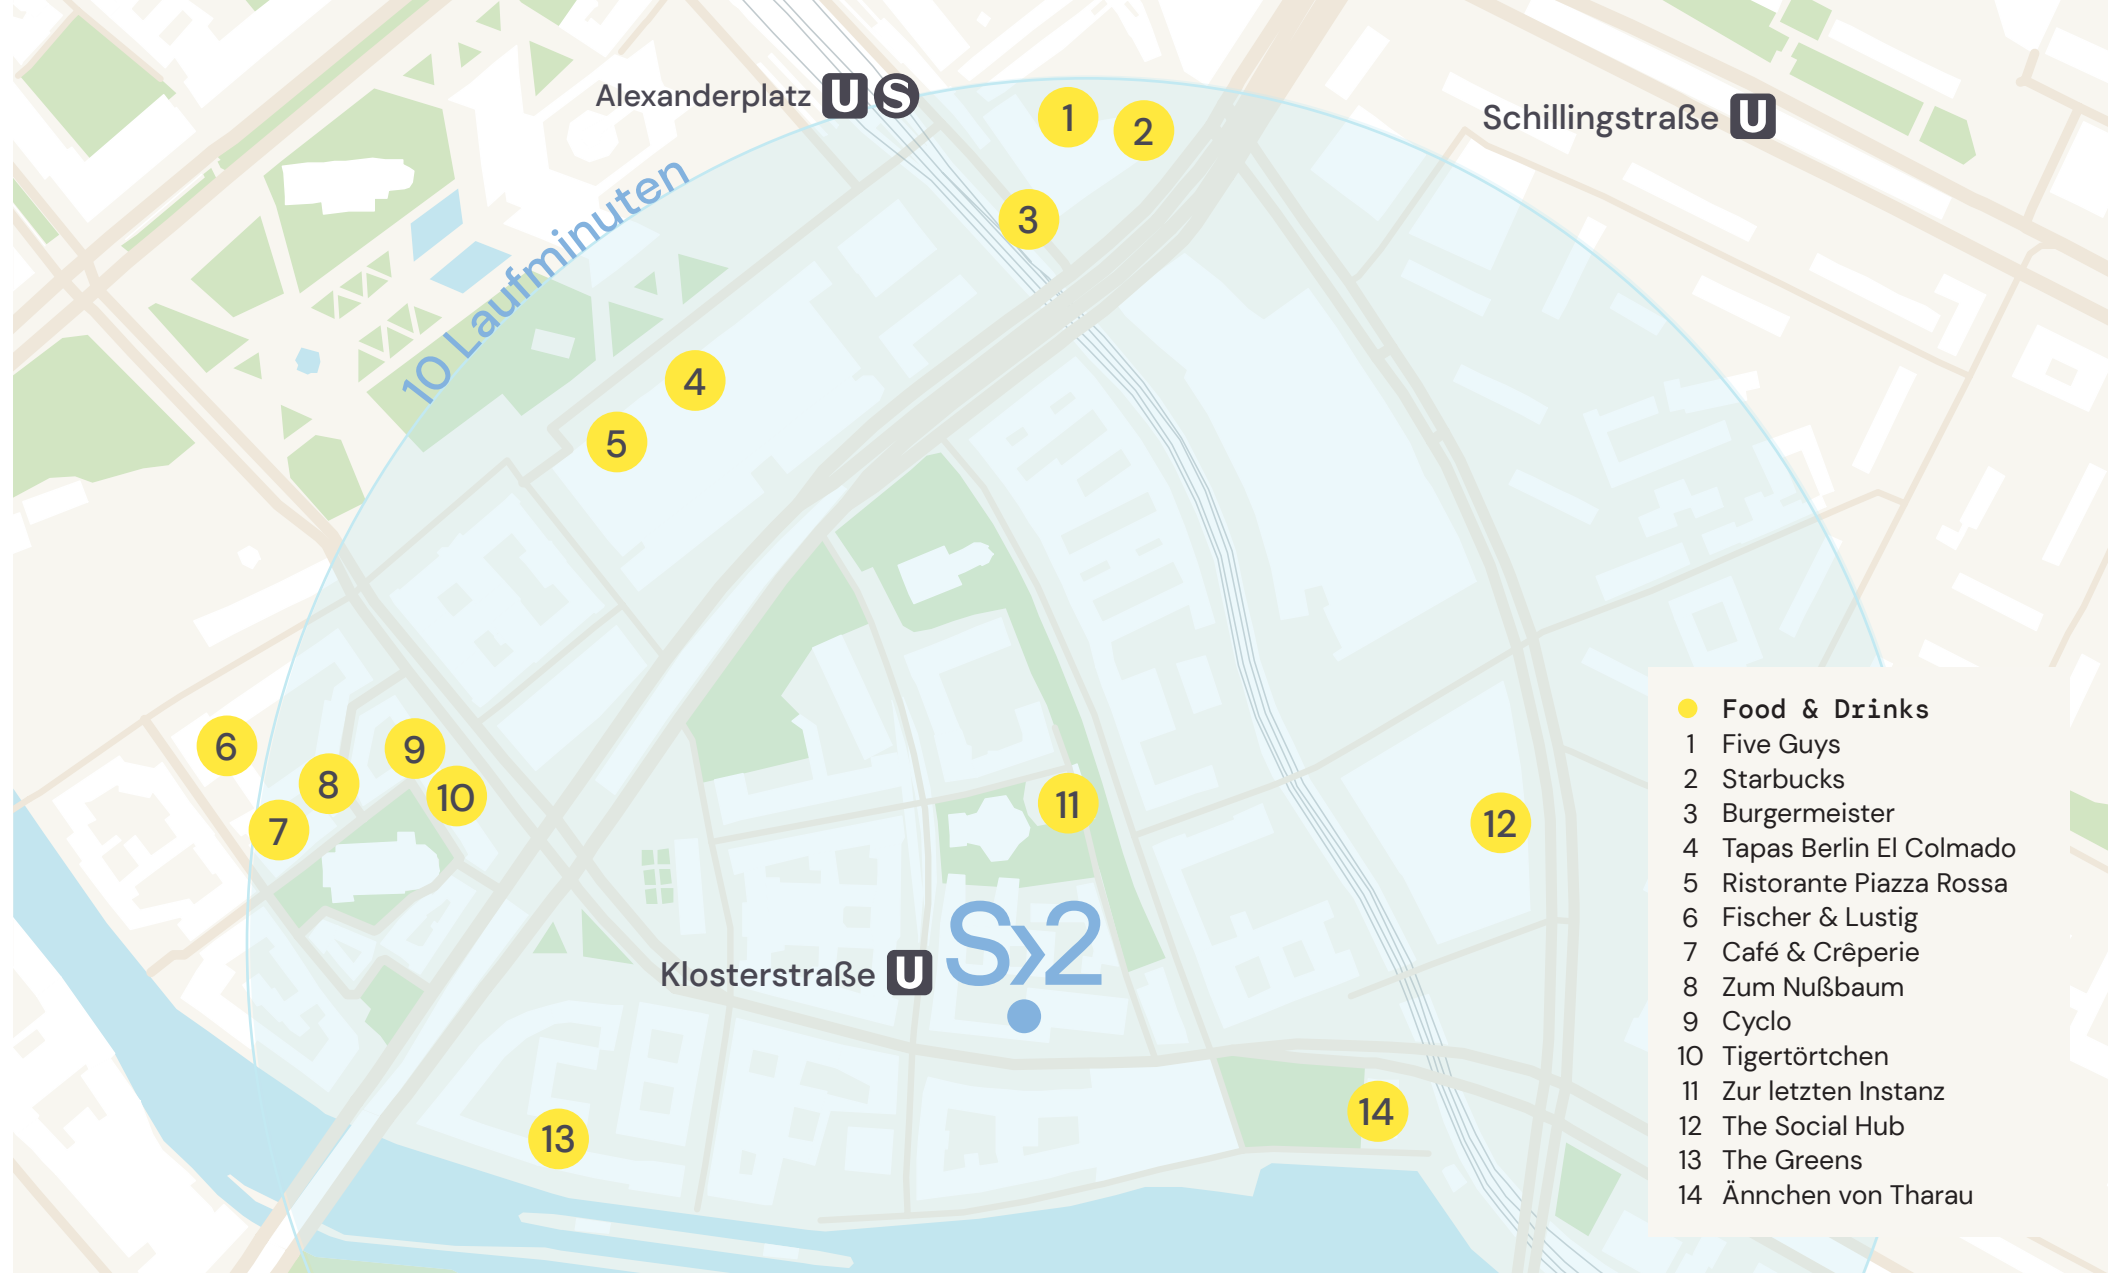 Alexanderplatz U S
Schillingstraße U
10 Laufminuten
1
2
3
4
5
6
7
8
9
10
11
12
13
14
Klosterstraße U
S›2
Food & Drinks
1 Five Guys
2 Starbucks
3 Burgermeister
4 Tapas Berlin El Colmado
5 Ristorante Piazza Rossa
6 Fischer & Lustig
7 Café & Crêperie
8 Zum Nußbaum
9 Cyclo
10 Tigertörtchen
11 Zur letzten Instanz
12 The Social Hub
13 The Greens
14 Ännchen von Tharau